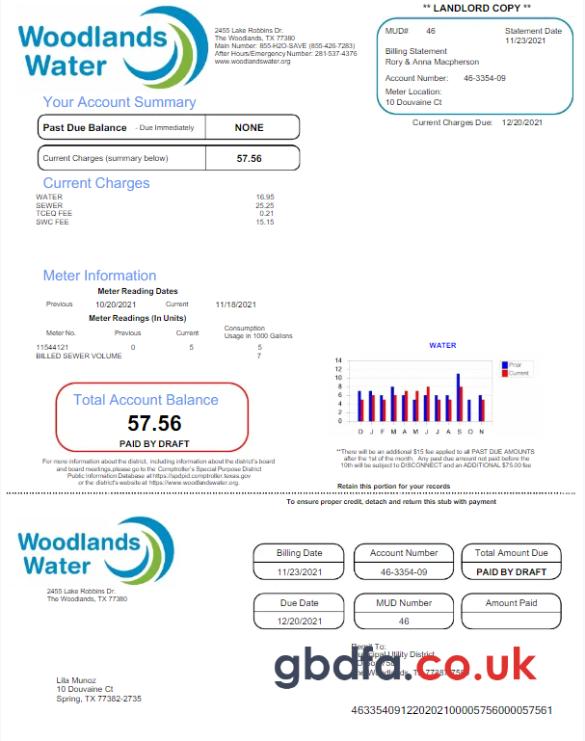 ** LANDLORD COPY **
Woodlands Water
2455 Lake Robbins Dr.
The Woodlands, TX 77380
Main Number: 855-H2O-SAVE (855-426-7283)
After Hours/Emergency Number: 281-537-4376
www.woodlandswater.org
MUD# 46 Statement Date
11/23/2021
Billing Statement
Rory & Anna Macpherson
Account Number: 46-3354-09
Meter Location:
10 Douvaine Ct
Current Charges Due: 12/20/2021
Your Account Summary
Past Due Balance - Due Immediately NONE
Current Charges (summary below) 57.56
Current Charges
WATER 16.95
SEWER 25.25
TCEQ FEE 0.21
SWC FEE 15.15
Meter Information
Meter Reading Dates
Previous 10/20/2021 Current 11/18/2021
Meter Readings (In Units)
Meter No. Previous Current Consumption
Usage in 1000 Gallons
11544121 0 5 5
BILLED SEWER VOLUME 7
WATER
Prior
Current
14
12
10
8
6
4
2
0
D J F M A M J J A S O N
Total Account Balance
57.56
PAID BY DRAFT
For more information about the district, including information about the district's board
and board meetings,please go to the Comptroller's Special Purpose District
Public Information Database at https://spdpid.comptroller.texas.gov
or the district's website at https://www.woodlandswater.org.
**There will be an additional $15 fee applied to all PAST DUE AMOUNTS
after the 1st of the month. Any past due amount not paid before the
10th will be subject to DISCONNECT and an ADDITIONAL $75.00 fee
Retain this portion for your records
To ensure proper credit, detach and return this stub with payment
Woodlands Water
2455 Lake Robbins Dr.
The Woodlands, TX 77380
Billing Date Account Number Total Amount Due
11/23/2021 46-3354-09 PAID BY DRAFT
Due Date MUD Number Amount Paid
12/20/2021 46
Remit To:
Utility District
gbdfa.co.uk
Lila Munoz
10 Douvaine Ct
Spring, TX 77382-2735
46335409122020210000575600​0057561